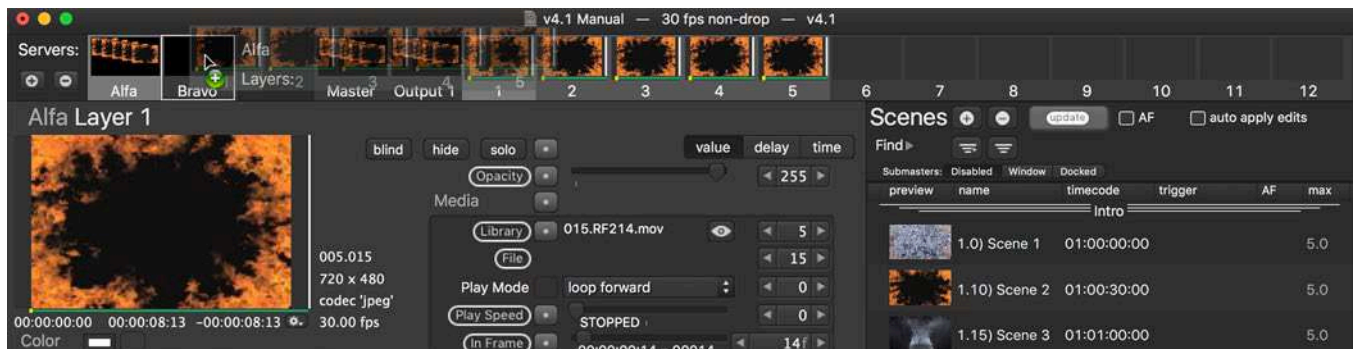 v4.1 Manual — 30 fps non-drop — v4.1
Servers: Alfa
Layers:
Alfa Bravo 1 2 Master 3 Output 1 4 1 5 2 3 4 5 6 7 8 9 10 11 12
Alfa Layer 1
blind hide solo value delay time
Opacity 255
Media
Library 015.RF214.mov 5
File 15
Play Mode loop forward 0
Play Speed STOPPED 0
In Frame 14f
005.015
720 x 480
codec 'jpeg'
30.00 fps
00:00:00:00 00:00:08:13 -00:00:08:13
Color
Scenes update AF auto apply edits
Find
Submasters: Disabled Window Docked
preview name timecode trigger AF max
Intro
1.0) Scene 1 01:00:00:00 5.0
1.10) Scene 2 01:00:30:00 5.0
1.15) Scene 3 01:01:00:00 5.0